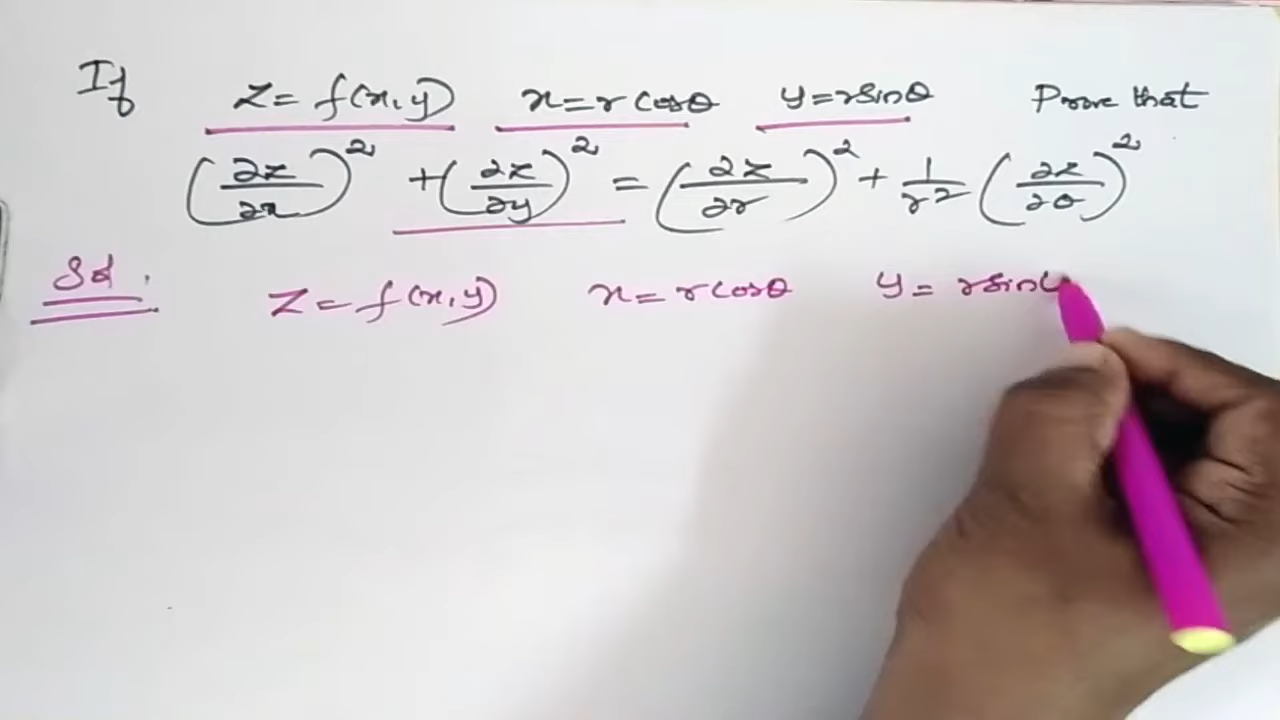 If z = f(x,y) x = r cosθ y = r sinθ Prove that
(∂z/∂x)² + (∂z/∂y)² = (∂z/∂r)² + 1/r² (∂z/∂θ)²
Sol. z = f(x,y) x = r cosθ y = r sin